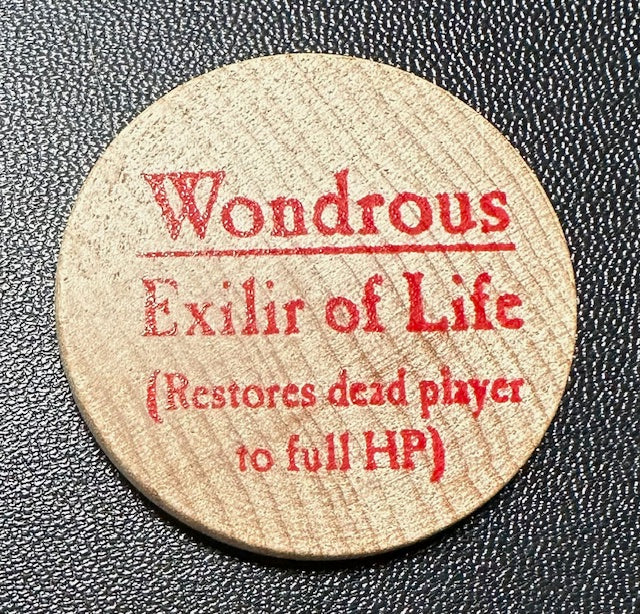 Wondrous
Exilir of Life
(Restores dead player
to full HP)